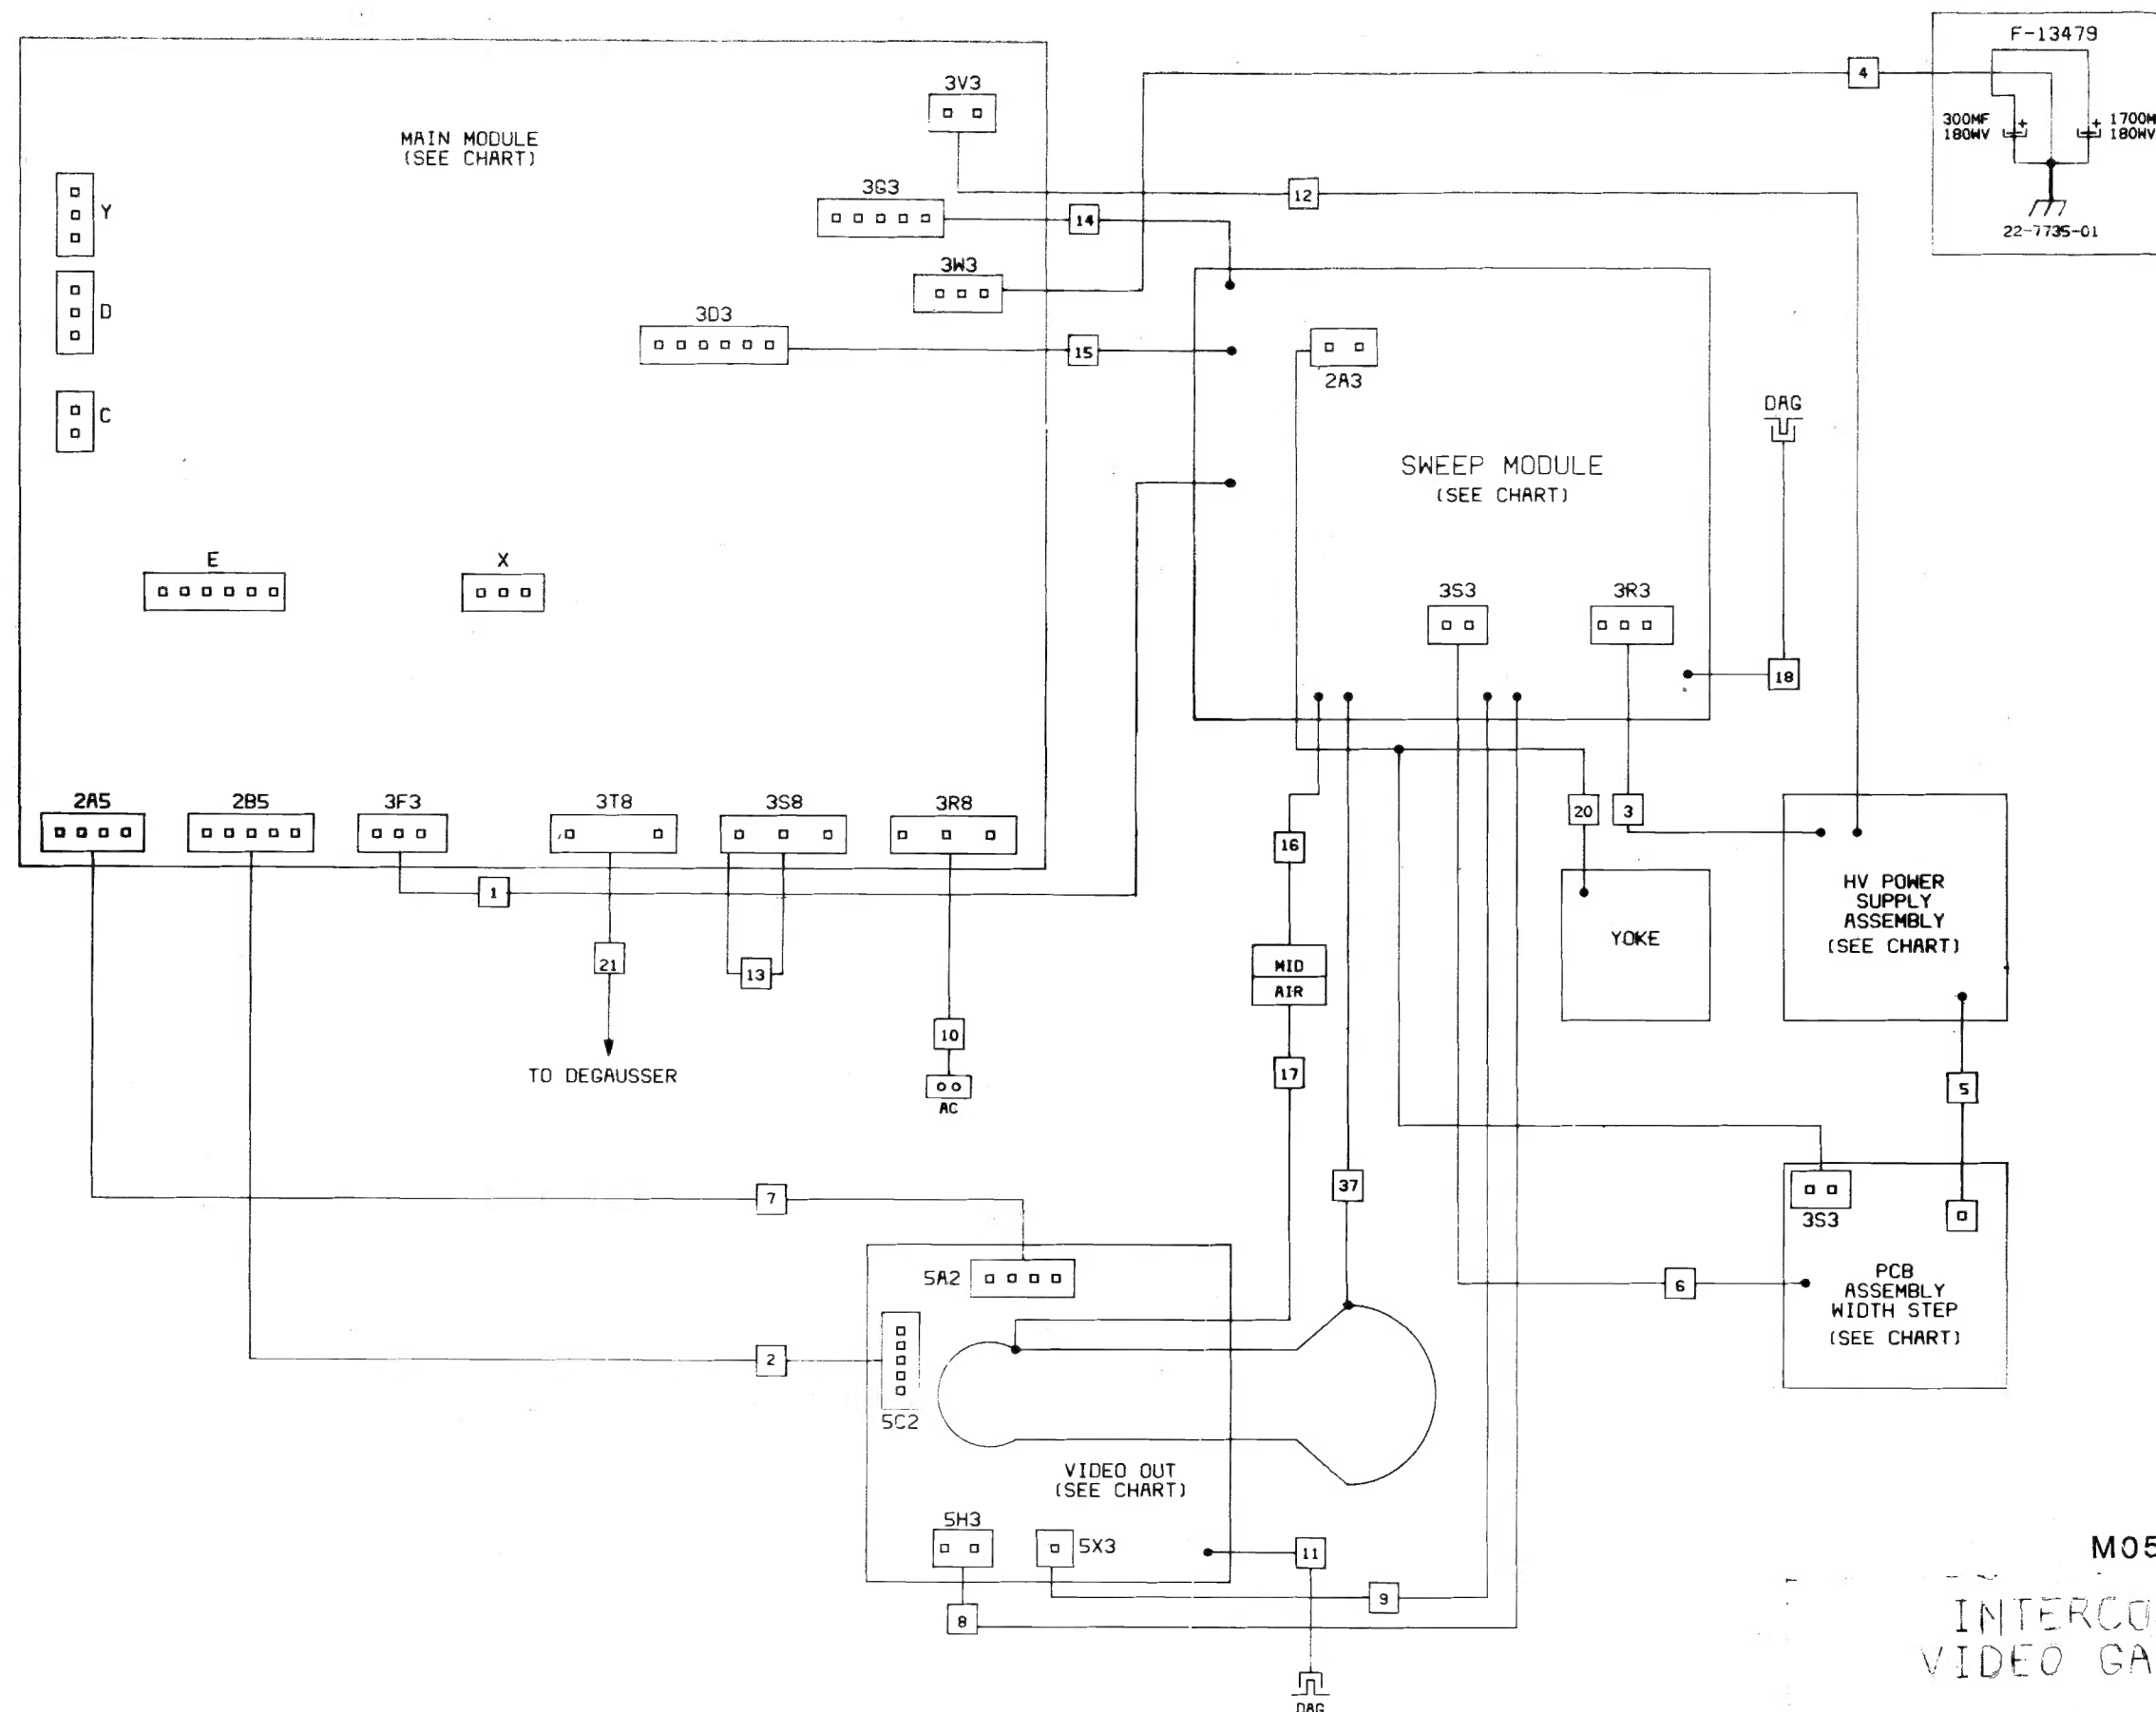 F-13479
3V3
4
300MF
180WV
+
+
1700M
180WV
MAIN MODULE
(SEE CHART)
Y
3G3
14
12
22-7735-01
3W3
D
3D3
15
2A3
C
DAG
SWEEP MODULE
(SEE CHART)
E
X
3S3
3R3
18
2A5
2B5
3F3
3T8
3S8
3R8
20
3
16
1
HV POWER
SUPPLY
ASSEMBLY
(SEE CHART)
YOKE
21
13
MID
AIR
10
TO DEGAUSSER
17
AC
5
37
7
3S3
5A2
PCB
ASSEMBLY
WIDTH STEP
(SEE CHART)
6
2
5C2
VIDEO OUT
(SEE CHART)
5H3
5X3
11
9
8
DAG
M05
INTERCO
VIDEO GA